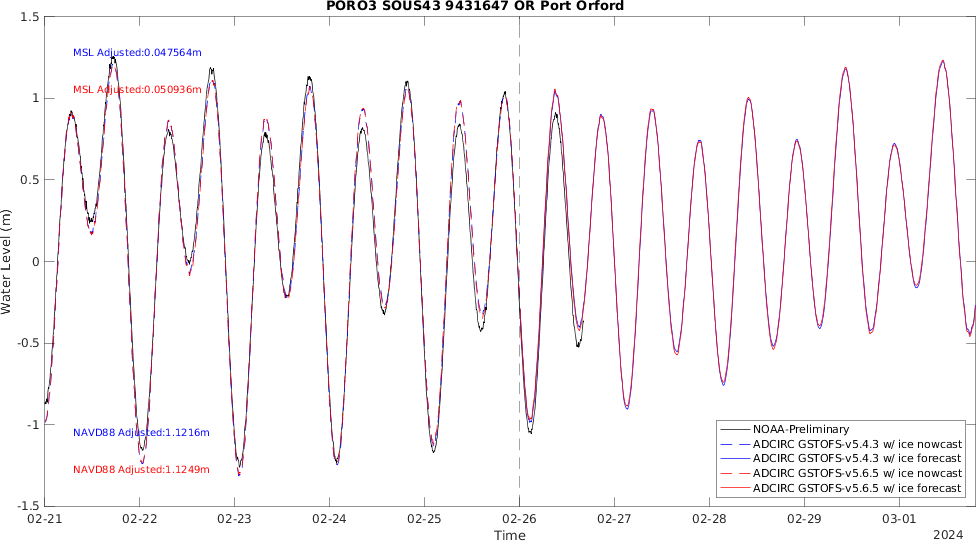 PORO3 SOUS43 9431647 OR Port Orford
1.5
1
0.5
0
-0.5
-1
-1.5
Water Level (m)
MSL Adjusted:0.047564m
MSL Adjusted:0.050936m
NAVD88 Adjusted:1.1216m
NAVD88 Adjusted:1.1249m
NOAA-Preliminary
ADCIRC GSTOFS-v5.4.3 w/ ice nowcast
ADCIRC GSTOFS-v5.4.3 w/ ice forecast
ADCIRC GSTOFS-v5.6.5 w/ ice nowcast
ADCIRC GSTOFS-v5.6.5 w/ ice forecast
02-21 02-22 02-23 02-24 02-25 02-26 02-27 02-28 02-29 03-01
Time
2024